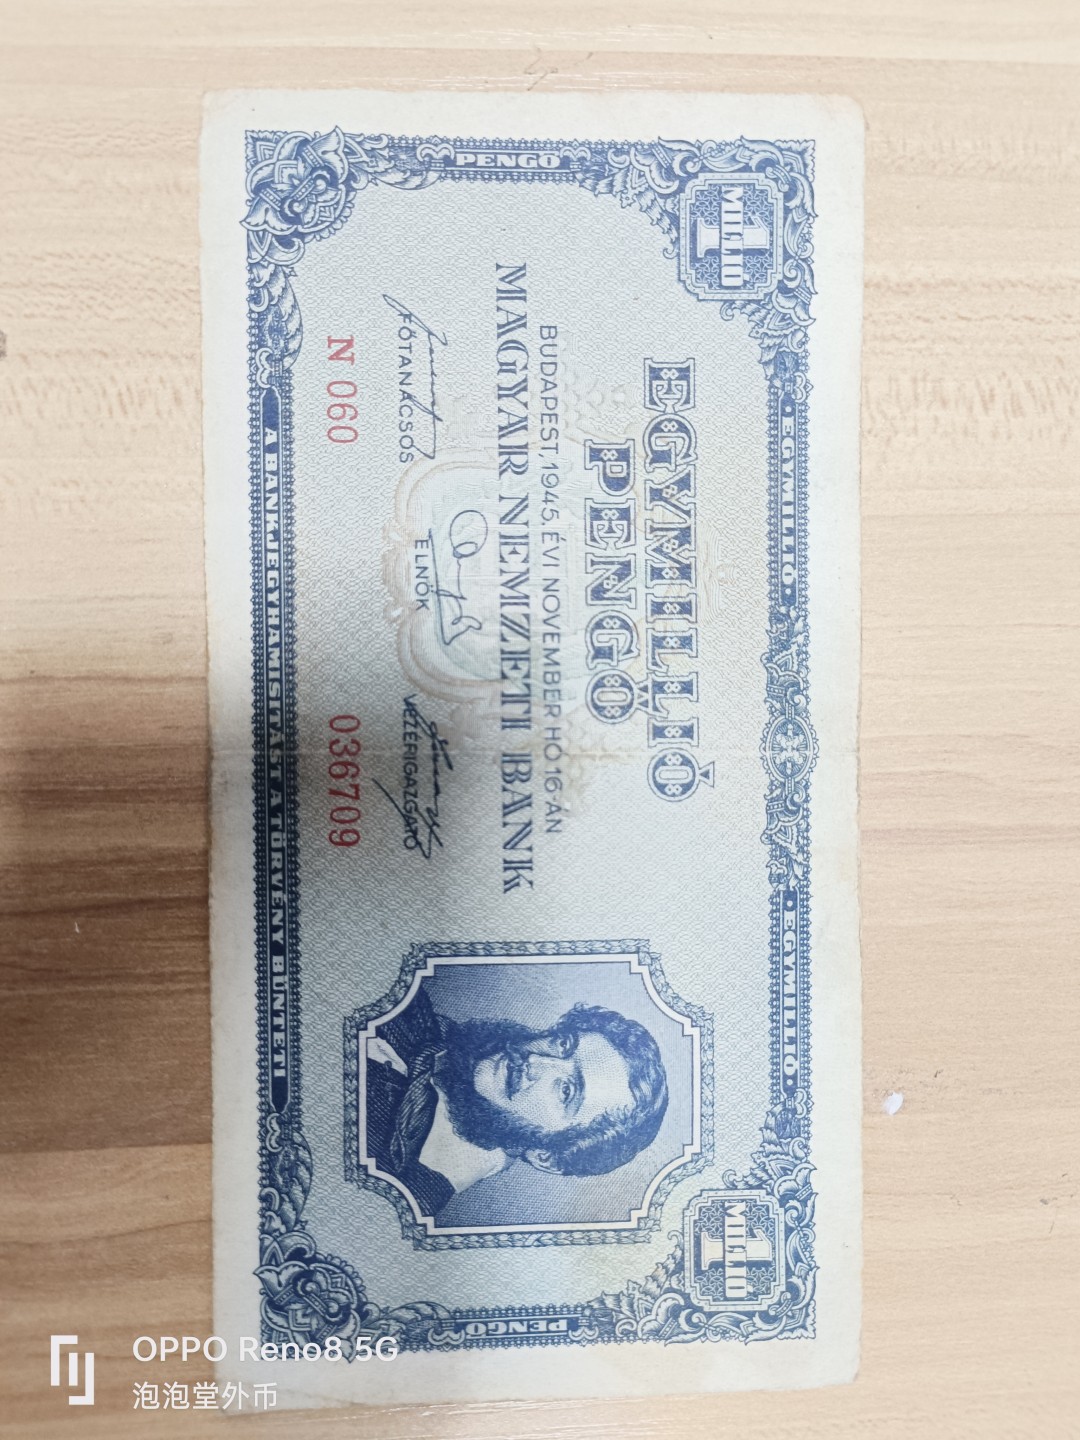 PENGŐ
1 MILLIÓ
EGYMILLIÓ
EGYMILLIÓ
1 MILLIÓ
EGYMILLIÓ
PENGŐ
BUDAPEST, 1945. ÉVI NOVEMBER HÓ 16-ÁN
MAGYAR NEMZETI BANK
FŐTANÁCSOS
ELNÖK
VEZÉRIGAZGATÓ
N 060
036709
A BANKJEGYHAMISITÁST A TÖRVÉNY BÜNTETI
PENGŐ
OPPO Reno8 5G
泡泡堂外币